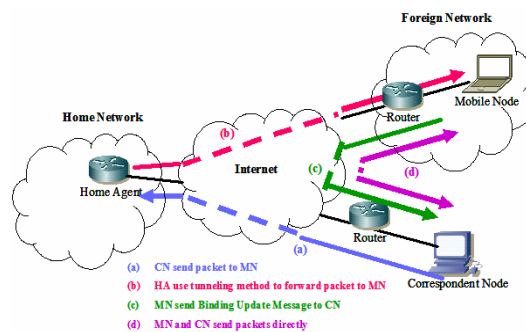 Foreign Network
Mobile Node
Router
Home Network
(b)
Internet
(c)
(d)
Home Agent
Router
(a)
Correspondent Node
(a) CN send packet to MN
(b) HA use tunneling method to forward packet to MN
(c) MN send Binding Update Message to CN
(d) MN and CN send packets directly